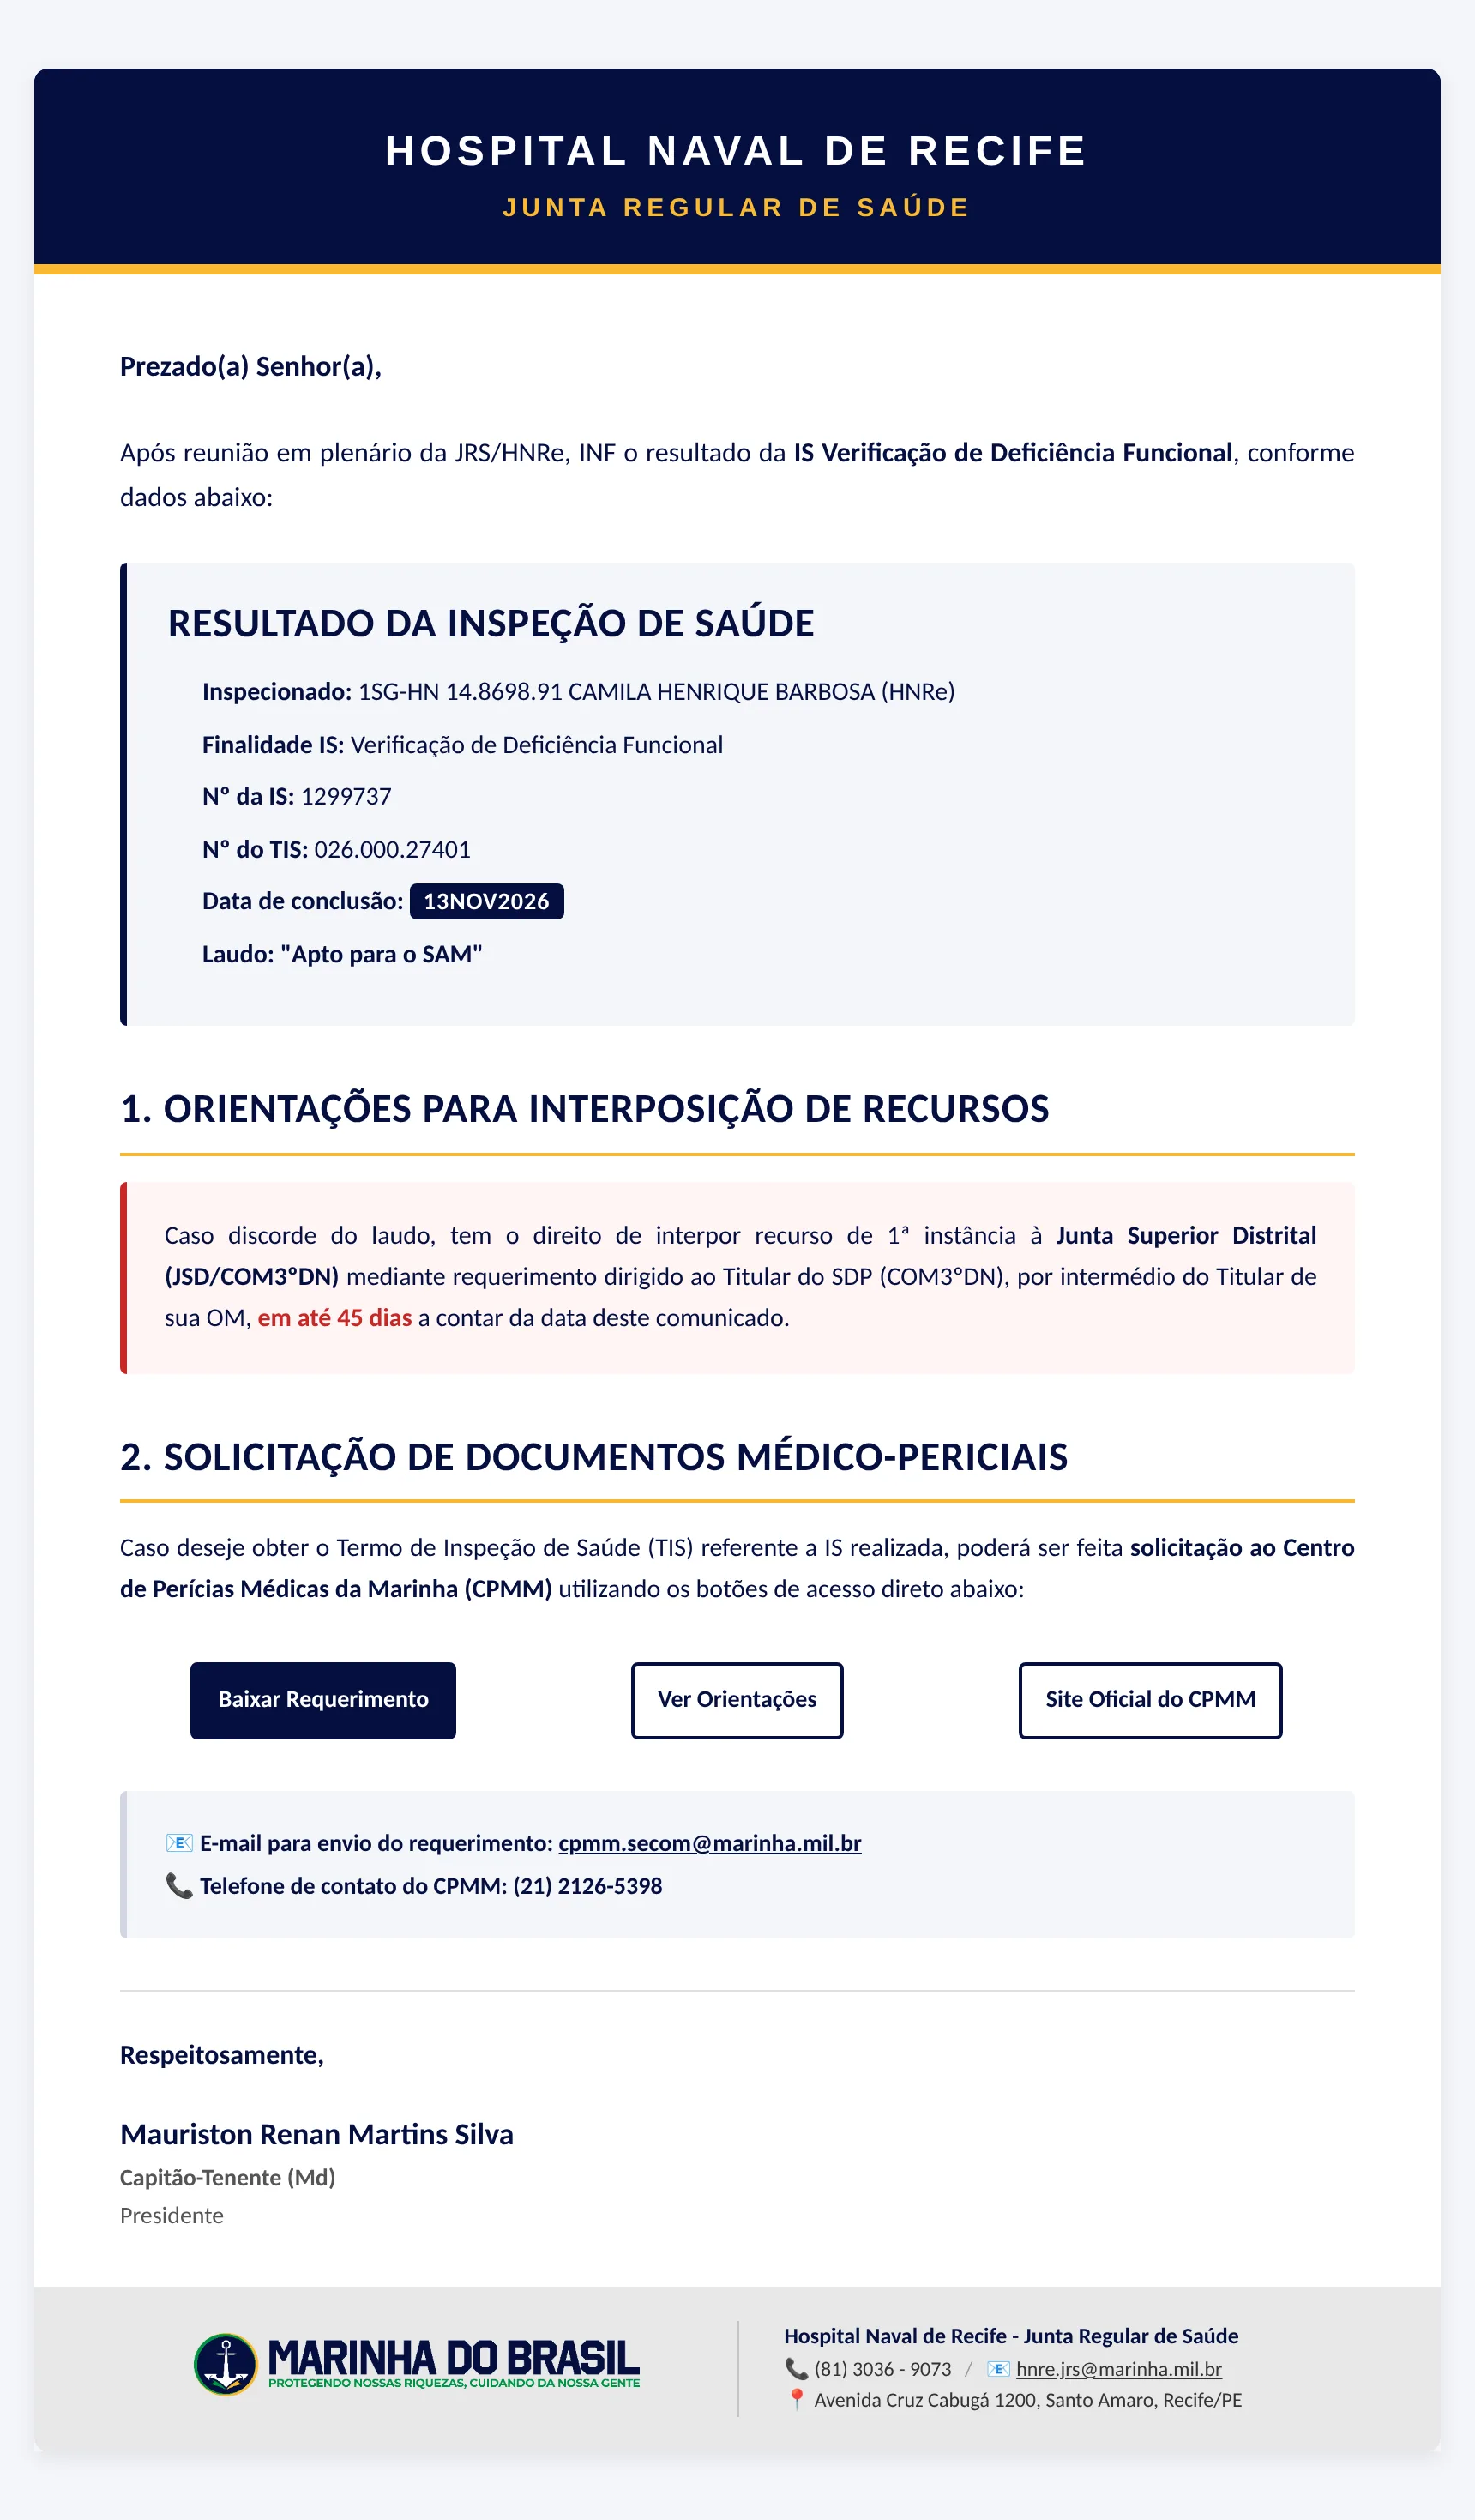 HOSPITAL NAVAL DE RECIFE
JUNTA REGULAR DE SAÚDE
Prezado(a) Senhor(a),
Após reunião em plenário da JRS/HNRe, INF o resultado da IS Verificação de Deficiência Funcional, conforme
dados abaixo:
RESULTADO DA INSPEÇÃO DE SAÚDE
Inspecionado: 1SG-HN 14.8698.91 CAMILA HENRIQUE BARBOSA (HNRe)
Finalidade IS: Verificação de Deficiência Funcional
Nº da IS: 1299737
Nº do TIS: 026.000.27401
Data de conclusão: 13NOV2026
Laudo: "Apto para o SAM"
1. ORIENTAÇÕES PARA INTERPOSIÇÃO DE RECURSOS
Caso discorde do laudo, tem o direito de interpor recurso de 1ª instância à Junta Superior Distrital
(JSD/COM3ºDN) mediante requerimento dirigido ao Titular do SDP (COM3ºDN), por intermédio do Titular de
sua OM, em até 45 dias a contar da data deste comunicado.
2. SOLICITAÇÃO DE DOCUMENTOS MÉDICO-PERICIAIS
Caso deseje obter o Termo de Inspeção de Saúde (TIS) referente a IS realizada, poderá ser feita solicitação ao Centro
de Perícias Médicas da Marinha (CPMM) utilizando os botões de acesso direto abaixo:
Baixar Requerimento
Ver Orientações
Site Oficial do CPMM
📧 E-mail para envio do requerimento: cpmm.secom@marinha.mil.br
📞 Telefone de contato do CPMM: (21) 2126-5398
Respeitosamente,
Mauriston Renan Martins Silva
Capitão-Tenente (Md)
Presidente
MARINHA DO BRASIL
PROTEGENDO NOSSAS RIQUEZAS, CUIDANDO DA NOSSA GENTE
Hospital Naval de Recife - Junta Regular de Saúde
📞 (81) 3036 - 9073 / 📧 hnre.jrs@marinha.mil.br
📍 Avenida Cruz Cabugá 1200, Santo Amaro, Recife/PE